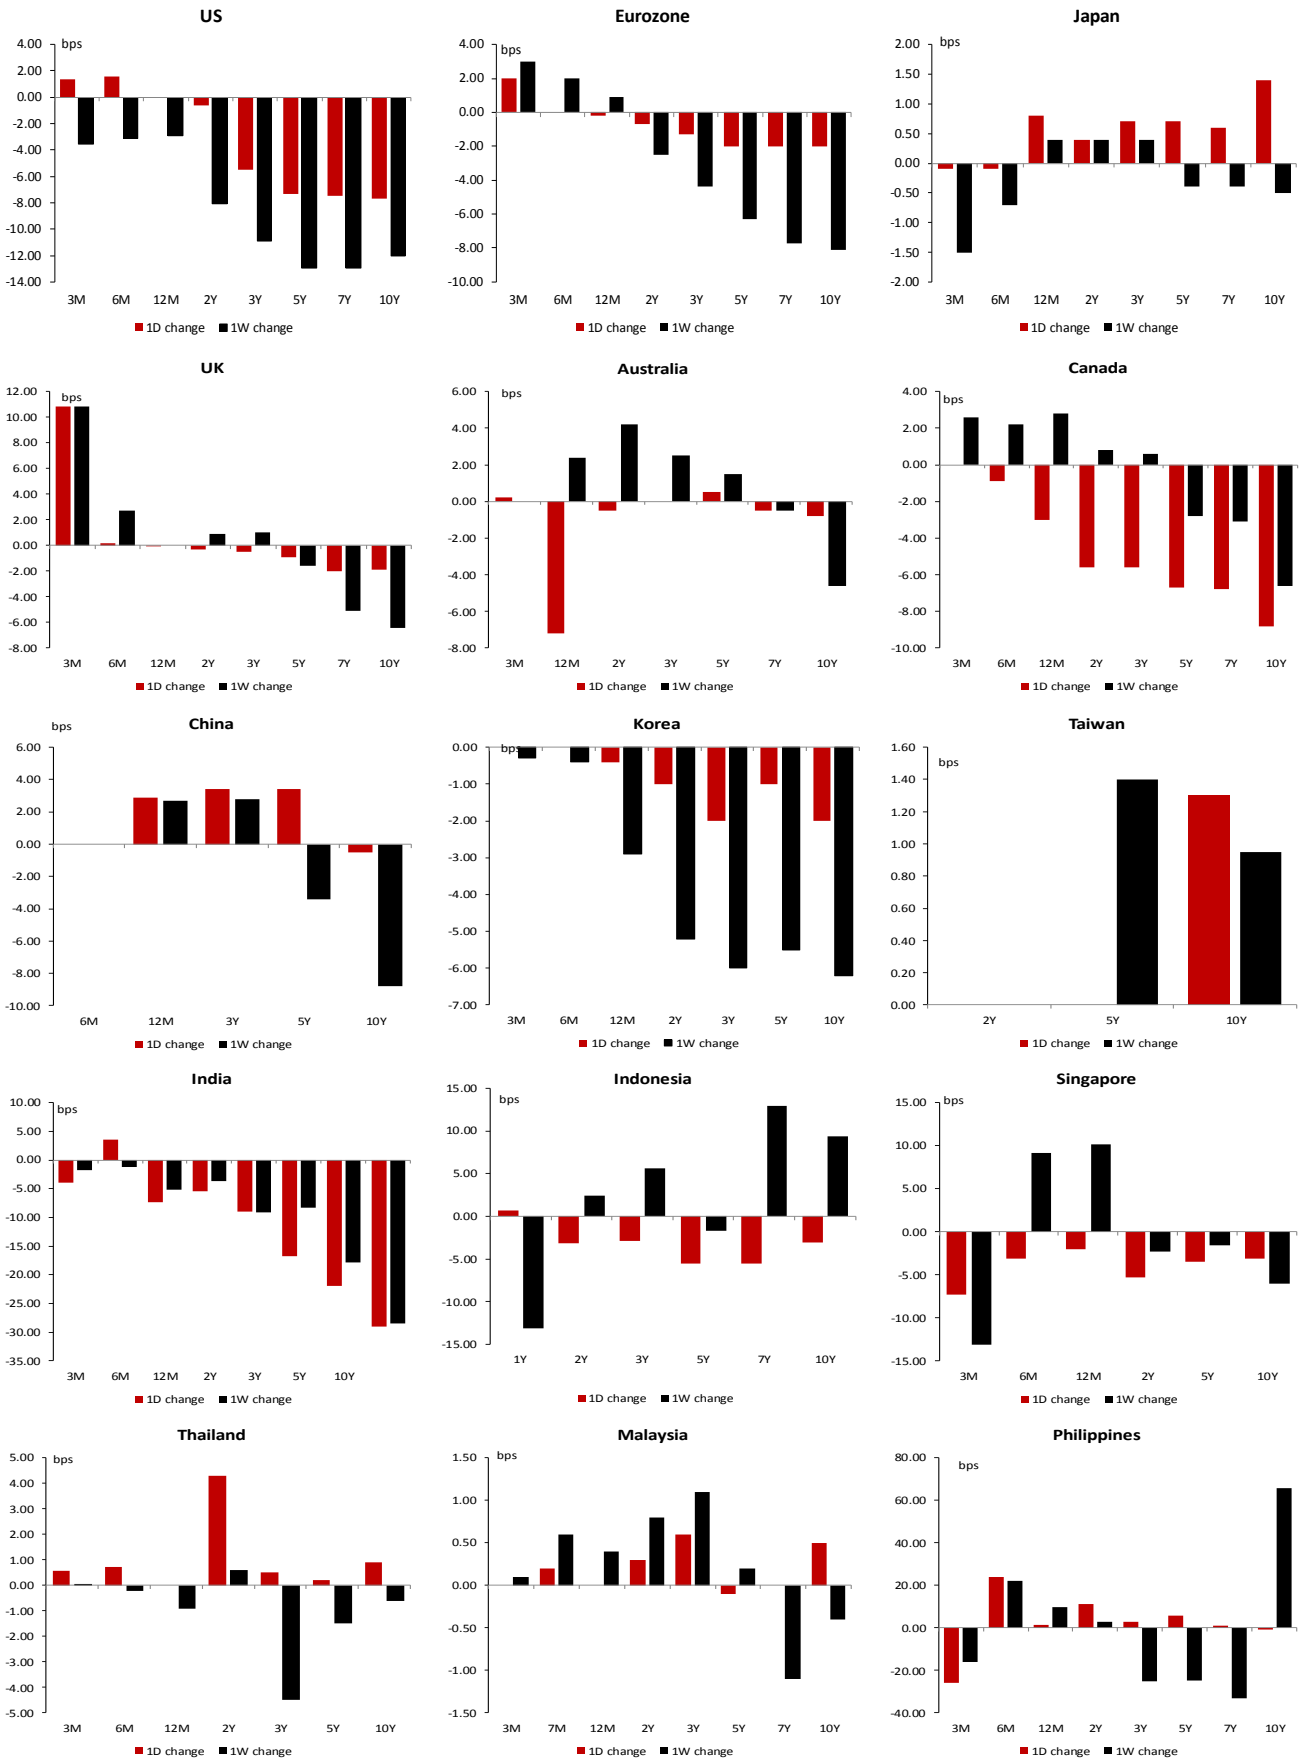 US
bps
4.00
2.00
0.00
-2.00
-4.00
-6.00
-8.00
-10.00
-12.00
-14.00
3M 6M 12M 2Y 3Y 5Y 7Y 10Y
1D change 1W change
Eurozone
bps
4.00
2.00
0.00
-2.00
-4.00
-6.00
-8.00
-10.00
3M 6M 12M 2Y 3Y 5Y 7Y 10Y
1D change 1W change
Japan
bps
2.00
1.50
1.00
0.50
0.00
-0.50
-1.00
-1.50
-2.00
3M 6M 12M 2Y 3Y 5Y 7Y 10Y
1D change 1W change
UK
bps
12.00
10.00
8.00
6.00
4.00
2.00
0.00
-2.00
-4.00
-6.00
-8.00
3M 6M 12M 2Y 3Y 5Y 7Y 10Y
1D change 1W change
Australia
bps
6.00
4.00
2.00
0.00
-2.00
-4.00
-6.00
-8.00
3M 12M 2Y 3Y 5Y 7Y 10Y
1D change 1W change
Canada
bps
4.00
2.00
0.00
-2.00
-4.00
-6.00
-8.00
-10.00
3M 6M 12M 2Y 3Y 5Y 7Y 10Y
1D change 1W change
China
bps
6.00
4.00
2.00
0.00
-2.00
-4.00
-6.00
-8.00
-10.00
6M 12M 3Y 5Y 10Y
1D change 1W change
Korea
bps
0.00
-1.00
-2.00
-3.00
-4.00
-5.00
-6.00
-7.00
3M 6M 12M 2Y 3Y 5Y 10Y
1D change 1W change
Taiwan
bps
1.60
1.40
1.20
1.00
0.80
0.60
0.40
0.20
0.00
2Y 5Y 10Y
1D change 1W change
India
bps
10.00
5.00
0.00
-5.00
-10.00
-15.00
-20.00
-25.00
-30.00
-35.00
3M 6M 12M 2Y 3Y 5Y 10Y
1D change 1W change
Indonesia
bps
15.00
10.00
5.00
0.00
-5.00
-10.00
-15.00
1Y 2Y 3Y 5Y 7Y 10Y
1D change 1W change
Singapore
bps
15.00
10.00
5.00
0.00
-5.00
-10.00
-15.00
3M 6M 12M 2Y 5Y 10Y
1D change 1W change
Thailand
bps
5.00
4.00
3.00
2.00
1.00
0.00
-1.00
-2.00
-3.00
-4.00
-5.00
3M 6M 12M 2Y 3Y 5Y 10Y
1D change 1W change
Malaysia
bps
1.50
1.00
0.50
0.00
-0.50
-1.00
-1.50
3M 7M 12M 2Y 3Y 5Y 7Y 10Y
1D change 1W change
Philippines
bps
80.00
60.00
40.00
20.00
0.00
-20.00
-40.00
3M 6M 12M 2Y 3Y 5Y 7Y 10Y
1D change 1W change